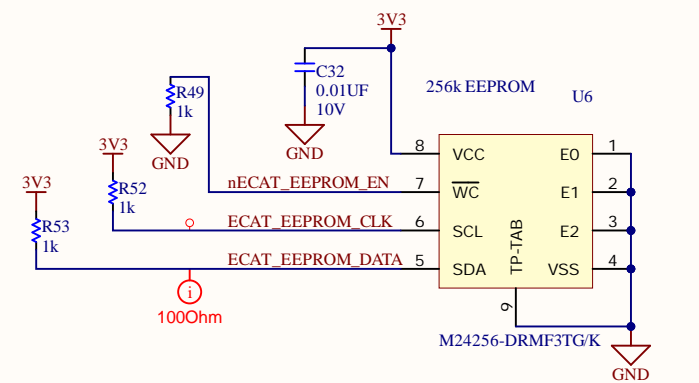 3V3
C32
0.01UF
10V
GND
256k EEPROM
U6
R49
1k
GND
3V3
R52
1k
3V3
R53
1k
nECAT_EEPROM_EN
ECAT_EEPROM_CLK
ECAT_EEPROM_DATA
8 VCC E0 1
7 WC E1 2
6 SCL E2 3
5 SDA VSS 4
TP-TAB
9
i
100Ohm
M24256-DRMF3TG/K
GND